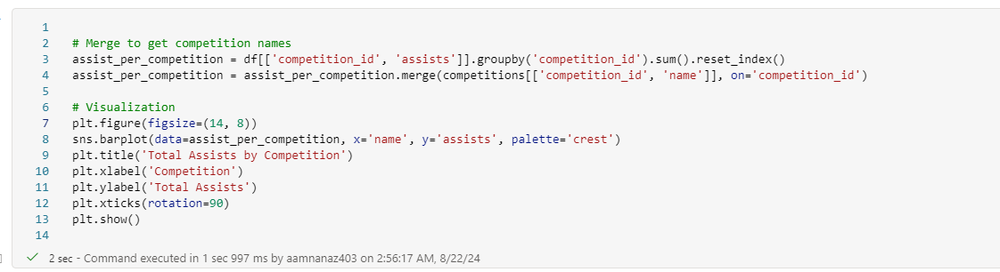 1
2 # Merge to get competition names
3 assist_per_competition = df[['competition_id', 'assists']].groupby('competition_id').sum().reset_index()
4 assist_per_competition = assist_per_competition.merge(competitions[['competition_id', 'name']], on='competition_id')
5
6 # Visualization
7 plt.figure(figsize=(14, 8))
8 sns.barplot(data=assist_per_competition, x='name', y='assists', palette='crest')
9 plt.title('Total Assists by Competition')
10 plt.xlabel('Competition')
11 plt.ylabel('Total Assists')
12 plt.xticks(rotation=90)
13 plt.show()
14
2 sec - Command executed in 1 sec 997 ms by aamnanaz403 on 2:56:17 AM, 8/22/24